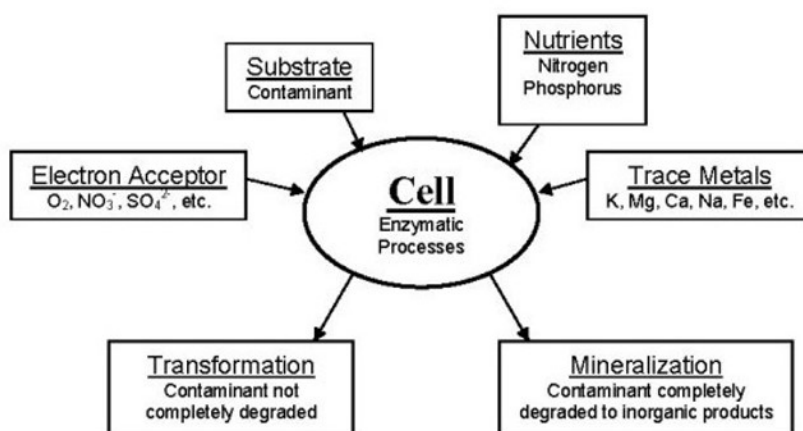 Substrate
Contaminant
Nutrients
Nitrogen
Phosphorus
Electron Acceptor
O₂, NO₃⁻, SO₄²⁻, etc.
Cell
Enzymatic
Processes
Trace Metals
K, Mg, Ca, Na, Fe, etc.
Transformation
Contaminant not
completely degraded
Mineralization
Contaminant completely
degraded to inorganic products